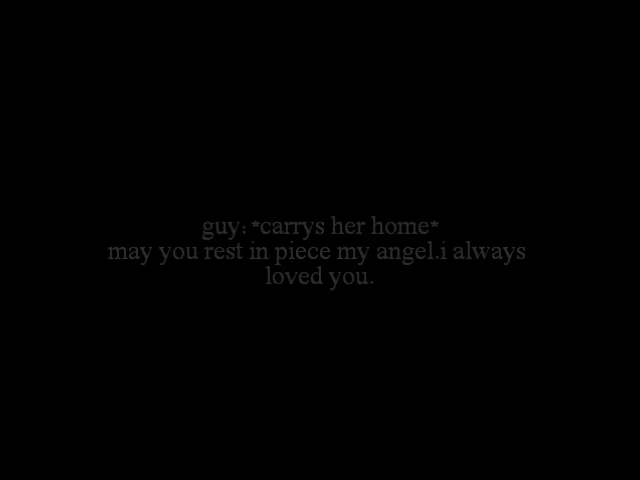 guy: *carrys her home*
may you rest in piece my angel.i always
loved you.